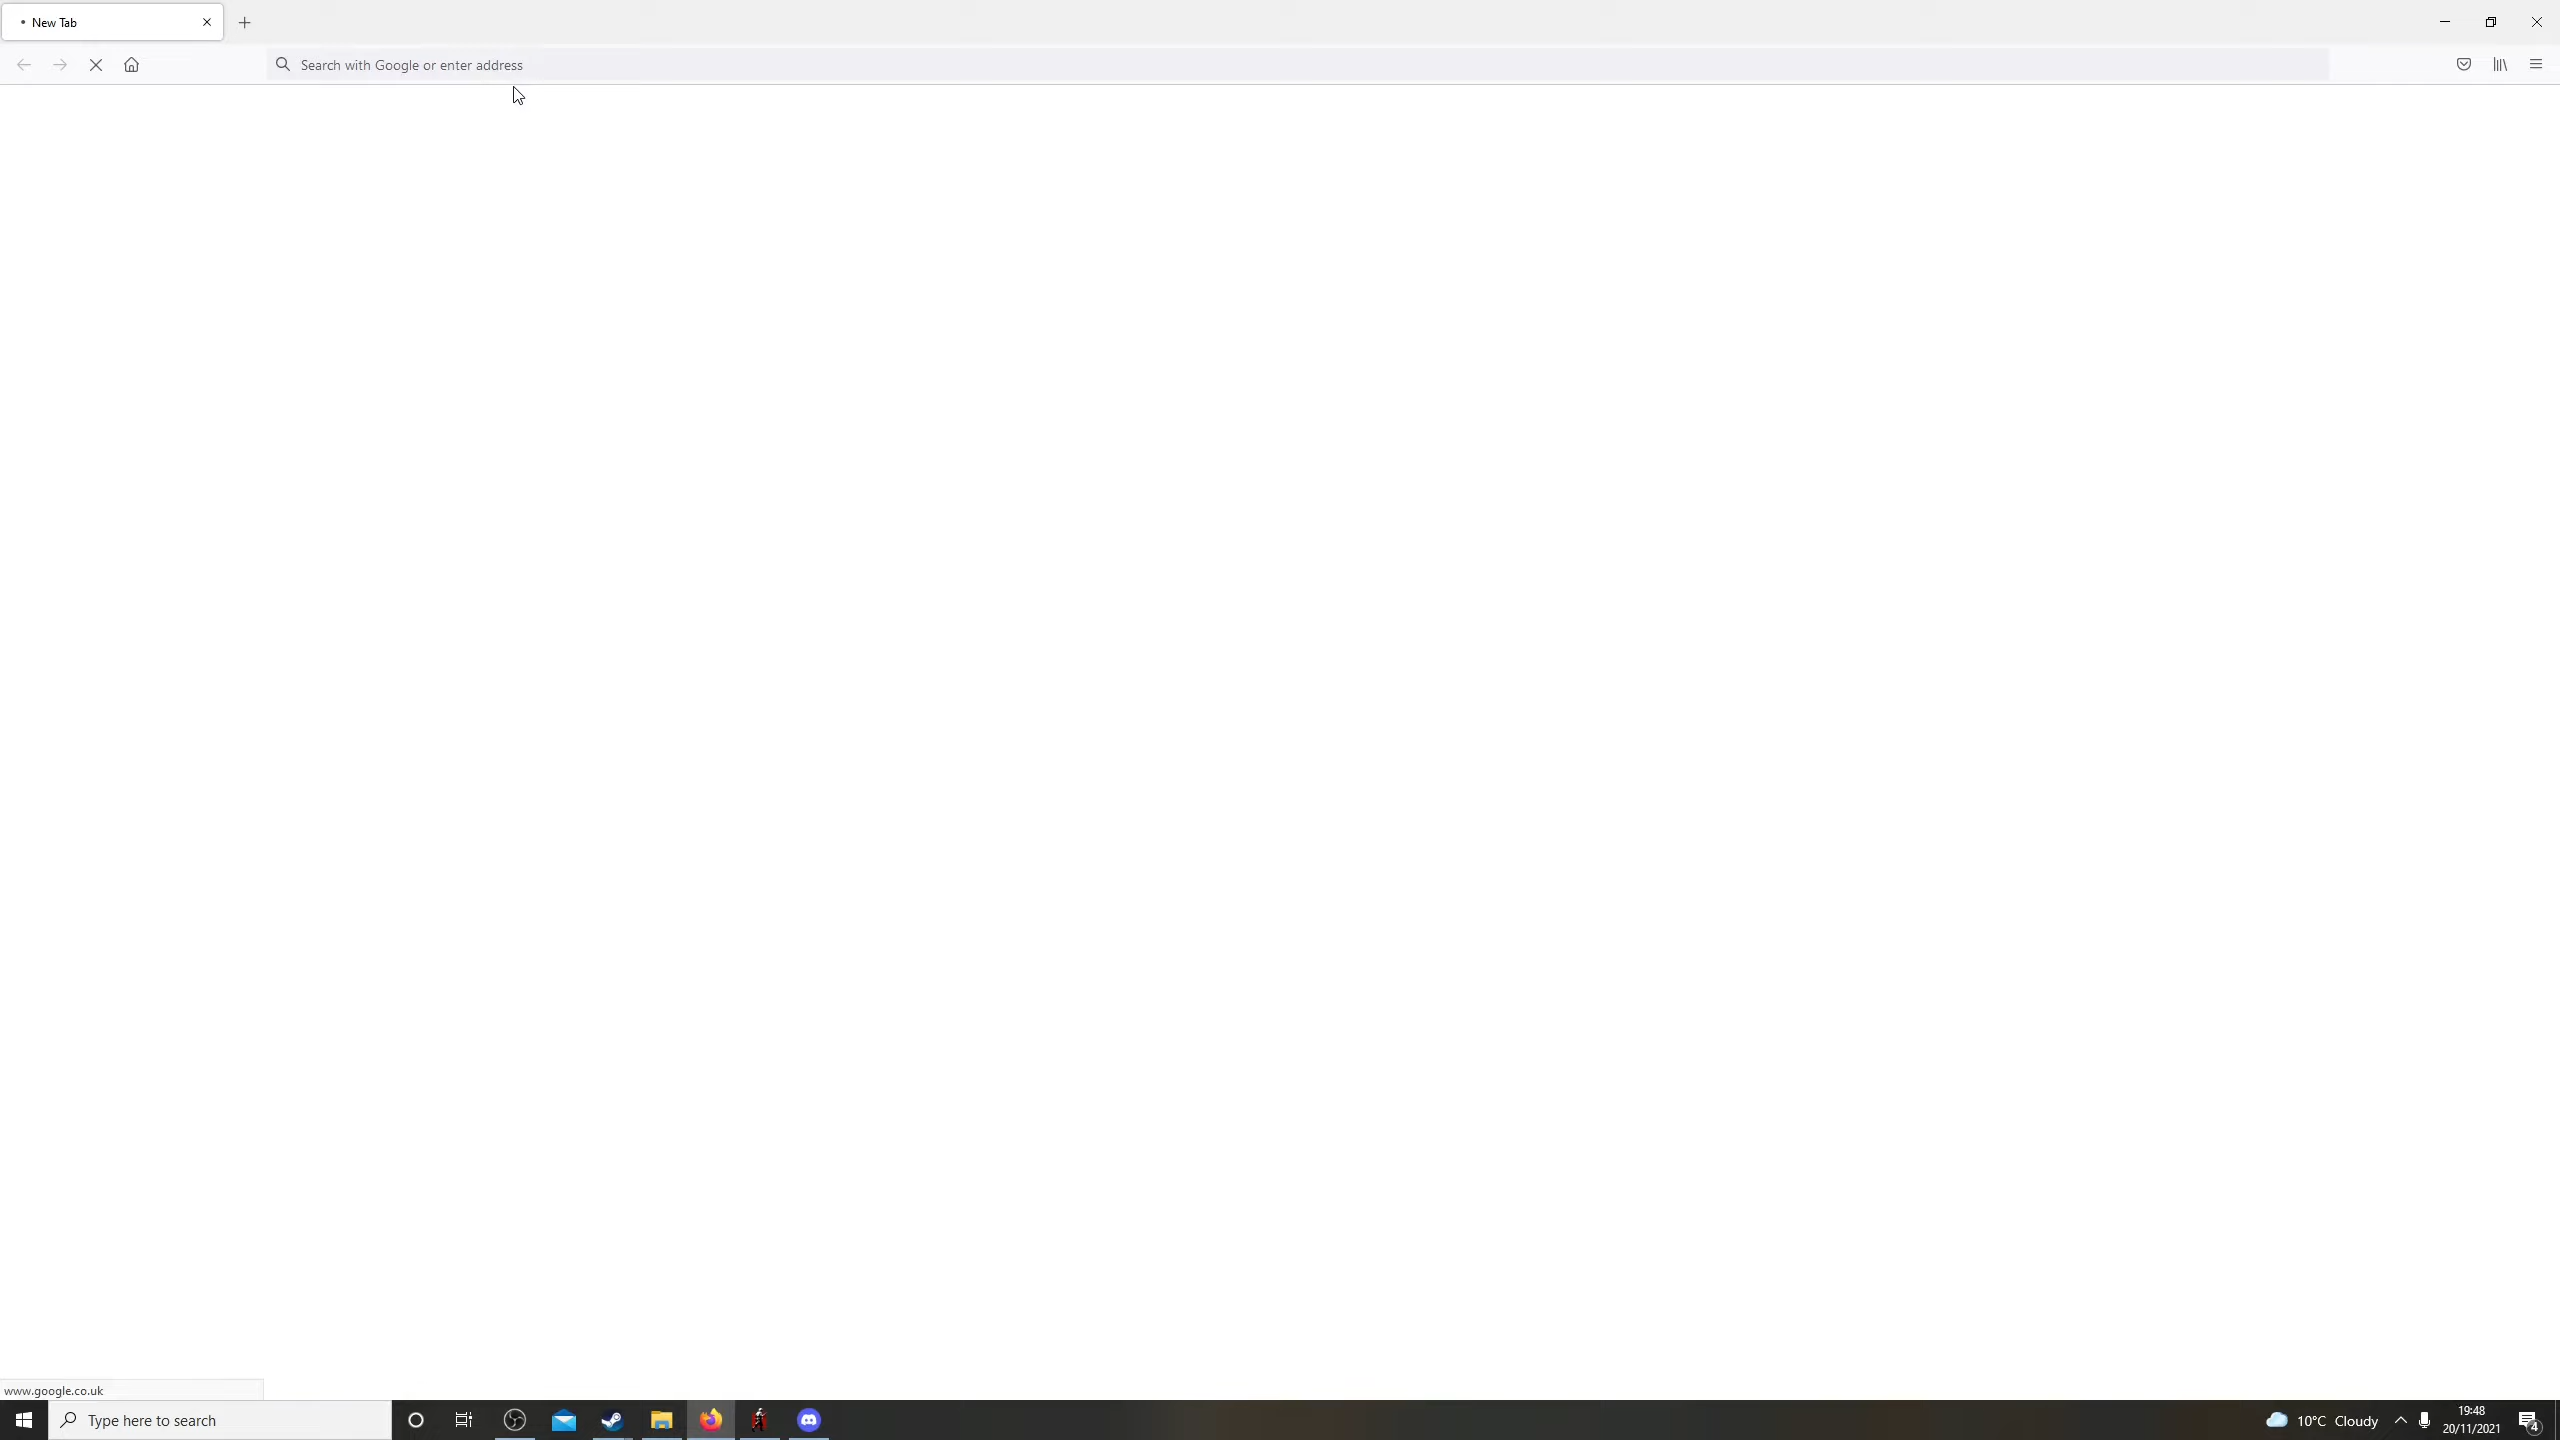 New Tab
Search with Google or enter address
www.google.co.uk
Type here to search
10°C Cloudy
19:48
20/11/2021
4